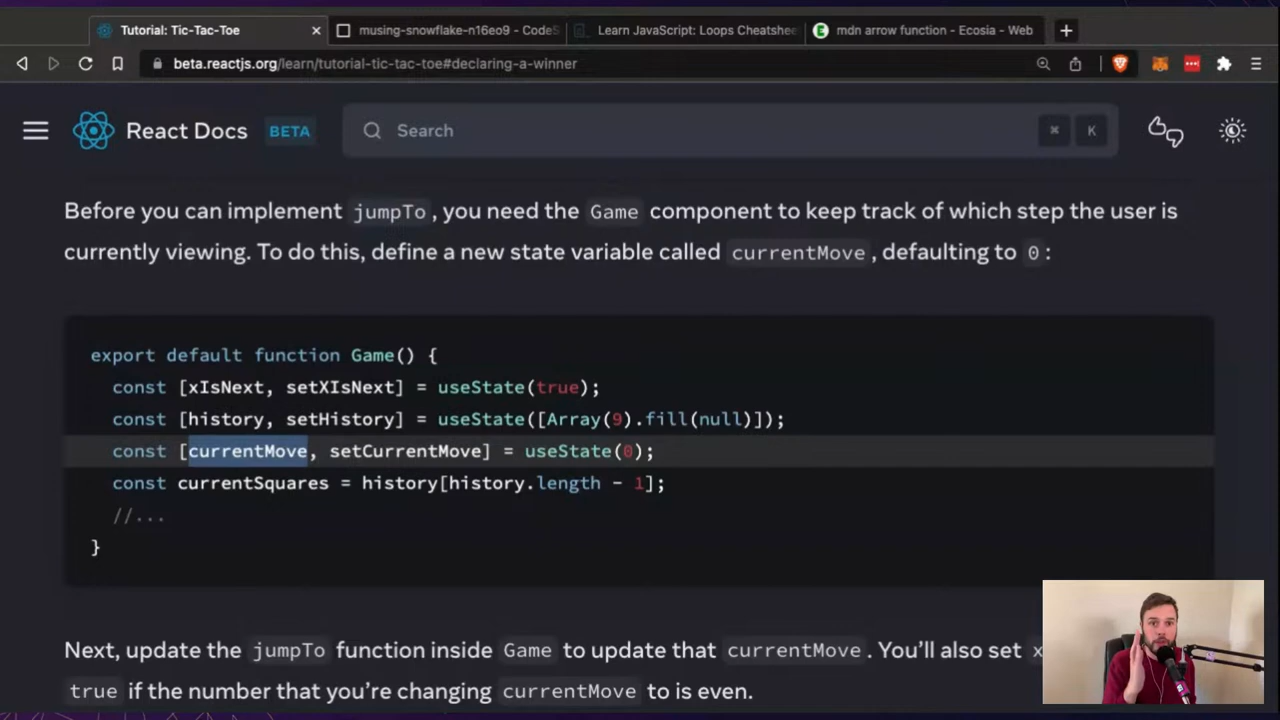 Tutorial: Tic-Tac-Toe
musing-snowflake-n16eo9 - CodeS
Learn JavaScript: Loops Cheatshee
mdn arrow function - Ecosia - Web
beta.reactjs.org/learn/tutorial-tic-tac-toe#declaring-a-winner
React Docs BETA
Search
⌘ K
Before you can implement jumpTo, you need the Game component to keep track of which step the user is
currently viewing. To do this, define a new state variable called currentMove, defaulting to 0:
export default function Game() {
const [xIsNext, setXIsNext] = useState(true);
const [history, setHistory] = useState([Array(9).fill(null)]);
const [currentMove, setCurrentMove] = useState(0);
const currentSquares = history[history.length - 1];
//...
}
Next, update the jumpTo function inside Game to update that currentMove. You'll also set x
true if the number that you're changing currentMove to is even.